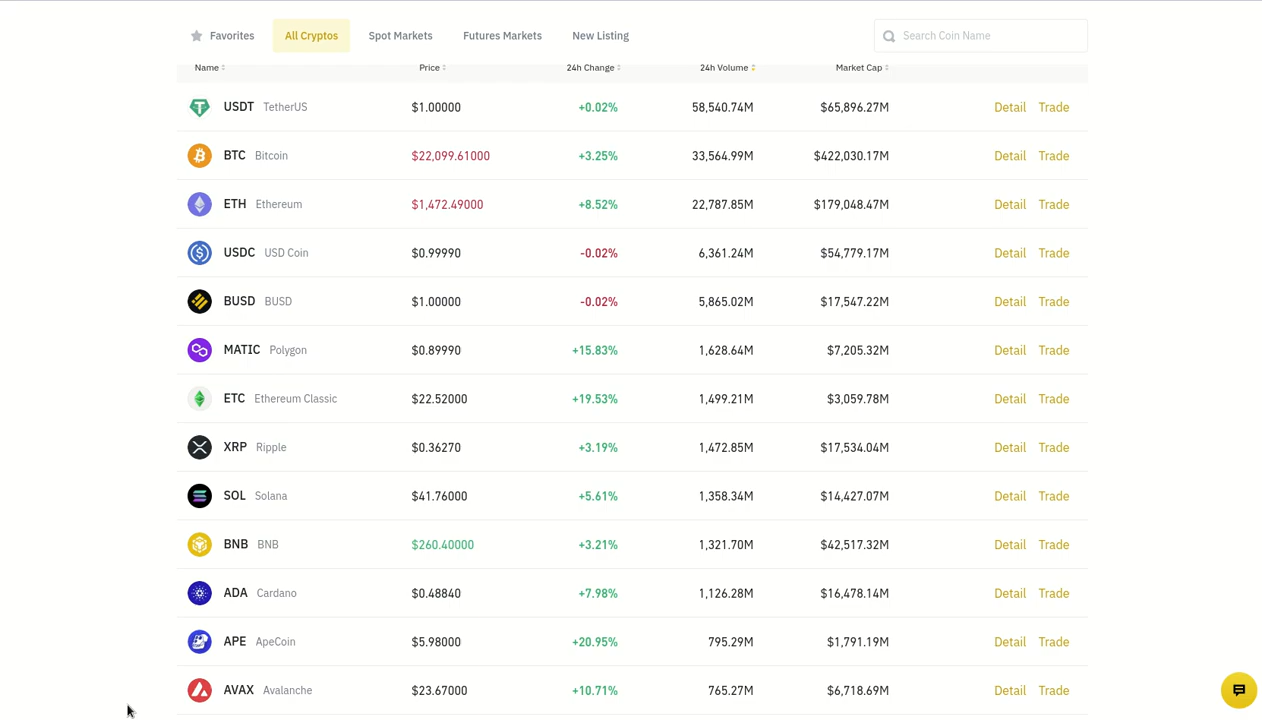 Favorites All Cryptos Spot Markets Futures Markets New Listing Search Coin Name
Name Price 24h Change 24h Volume Market Cap
USDT TetherUS $1.00000 +0.02% 58,540.74M $65,896.27M Detail Trade
BTC Bitcoin $22,099.61000 +3.25% 33,564.99M $422,030.17M Detail Trade
ETH Ethereum $1,472.49000 +8.52% 22,787.85M $179,048.47M Detail Trade
USDC USD Coin $0.99990 -0.02% 6,361.24M $54,779.17M Detail Trade
BUSD BUSD $1.00000 -0.02% 5,865.02M $17,547.22M Detail Trade
MATIC Polygon $0.89990 +15.83% 1,628.64M $7,205.32M Detail Trade
ETC Ethereum Classic $22.52000 +19.53% 1,499.21M $3,059.78M Detail Trade
XRP Ripple $0.36270 +3.19% 1,472.85M $17,534.04M Detail Trade
SOL Solana $41.76000 +5.61% 1,358.34M $14,427.07M Detail Trade
BNB BNB $260.40000 +3.21% 1,321.70M $42,517.32M Detail Trade
ADA Cardano $0.48840 +7.98% 1,126.28M $16,478.14M Detail Trade
APE ApeCoin $5.98000 +20.95% 795.29M $1,791.19M Detail Trade
AVAX Avalanche $23.67000 +10.71% 765.27M $6,718.69M Detail Trade